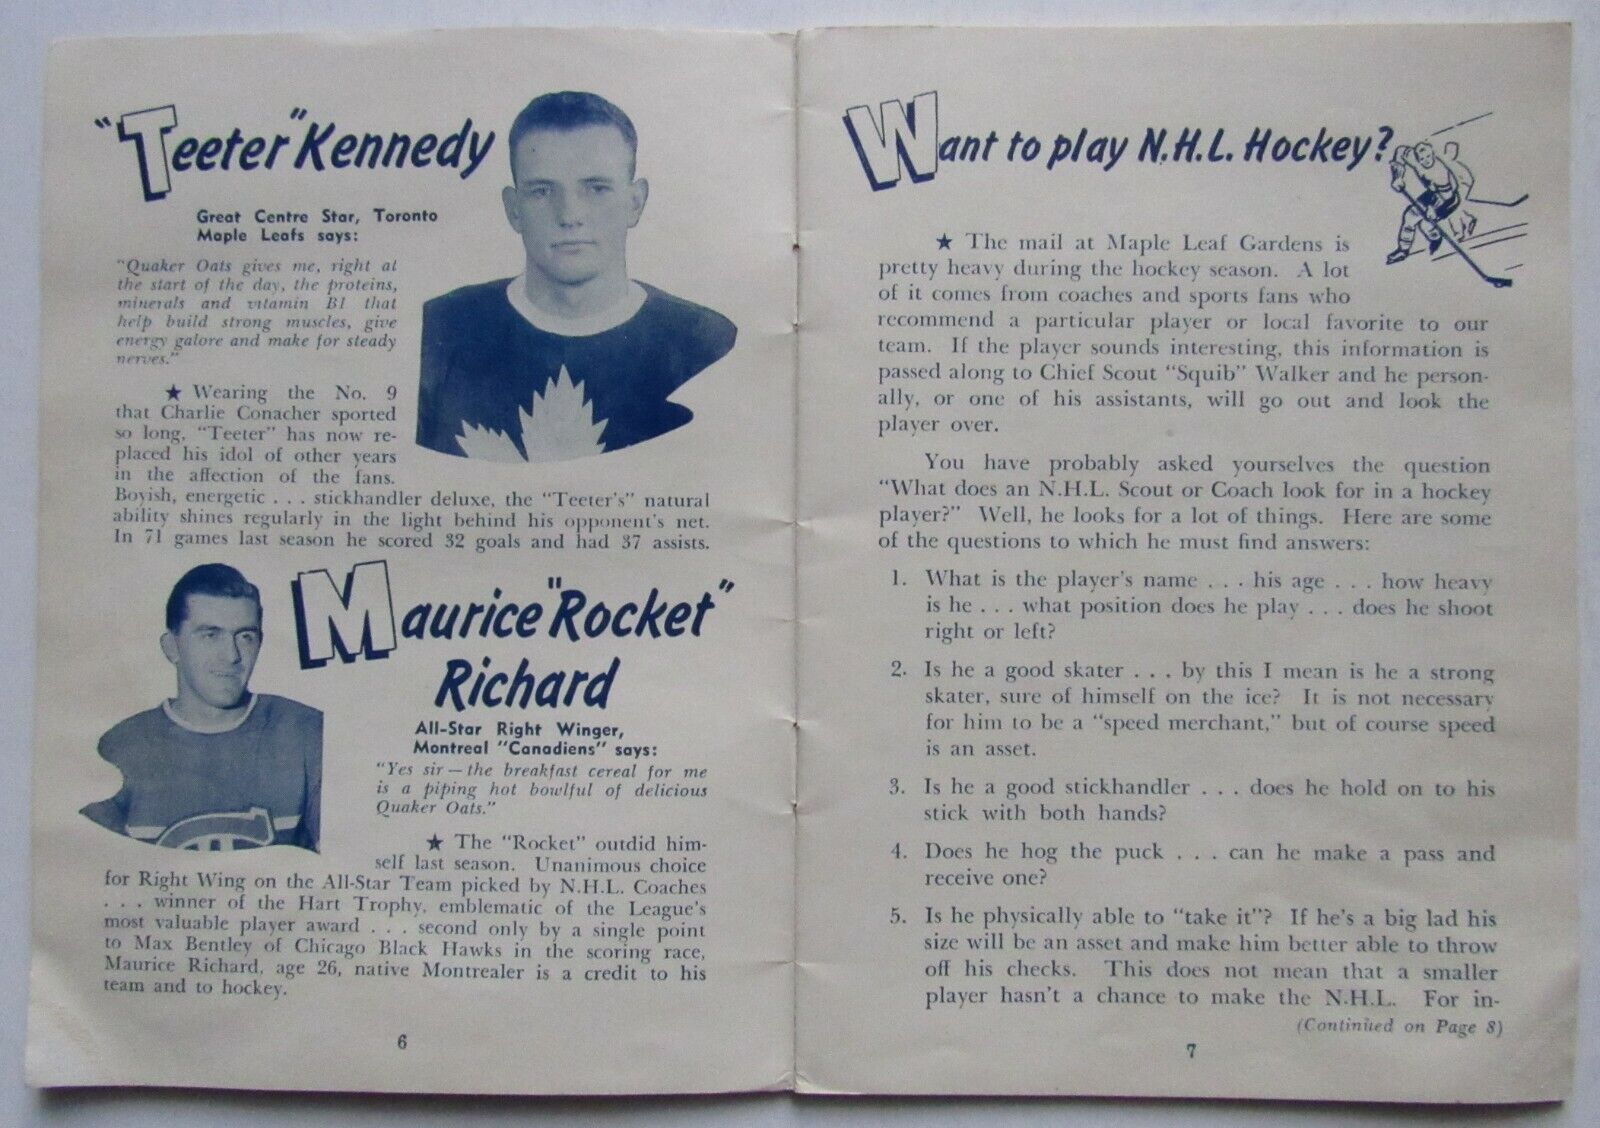 "Teeter" Kennedy
Great Centre Star, Toronto
Maple Leafs says:
"Quaker Oats gives me, right at
the start of the day, the proteins,
minerals and vitamin B1 that
help build strong muscles, give
energy galore and make for steady
nerves."
★ Wearing the No. 9
that Charlie Conacher sported
so long, "Teeter" has now re-
placed his idol of other years
in the affection of the fans.
Boyish, energetic . . . stickhandler deluxe, the "Teeter's" natural
ability shines regularly in the light behind his opponent's net.
In 71 games last season he scored 32 goals and had 37 assists.
Maurice "Rocket"
Richard
All-Star Right Winger,
Montreal "Canadiens" says:
"Yes sir — the breakfast cereal for me
is a piping hot bowlful of delicious
Quaker Oats."
★ The "Rocket" outdid him-
self last season. Unanimous choice
for Right Wing on the All-Star Team picked by N.H.L. Coaches
. . . winner of the Hart Trophy, emblematic of the League's
most valuable player award . . . second only by a single point
to Max Bentley of Chicago Black Hawks in the scoring race,
Maurice Richard, age 26, native Montrealer is a credit to his
team and to hockey.
6
Want to play N.H.L. Hockey?
★ The mail at Maple Leaf Gardens is
pretty heavy during the hockey season. A lot
of it comes from coaches and sports fans who
recommend a particular player or local favorite to our
team. If the player sounds interesting, this information is
passed along to Chief Scout "Squib" Walker and he person-
ally, or one of his assistants, will go out and look the
player over.
You have probably asked yourselves the question
"What does an N.H.L. Scout or Coach look for in a hockey
player?" Well, he looks for a lot of things. Here are some
of the questions to which he must find answers:
1. What is the player's name . . . his age . . . how heavy
is he . . . what position does he play . . . does he shoot
right or left?
2. Is he a good skater . . . by this I mean is he a strong
skater, sure of himself on the ice? It is not necessary
for him to be a "speed merchant," but of course speed
is an asset.
3. Is he a good stickhandler . . . does he hold on to his
stick with both hands?
4. Does he hog the puck . . . can he make a pass and
receive one?
5. Is he physically able to "take it"? If he's a big lad his
size will be an asset and make him better able to throw
off his checks. This does not mean that a smaller
player hasn't a chance to make the N.H.L. For in-
(Continued on Page 8)
7